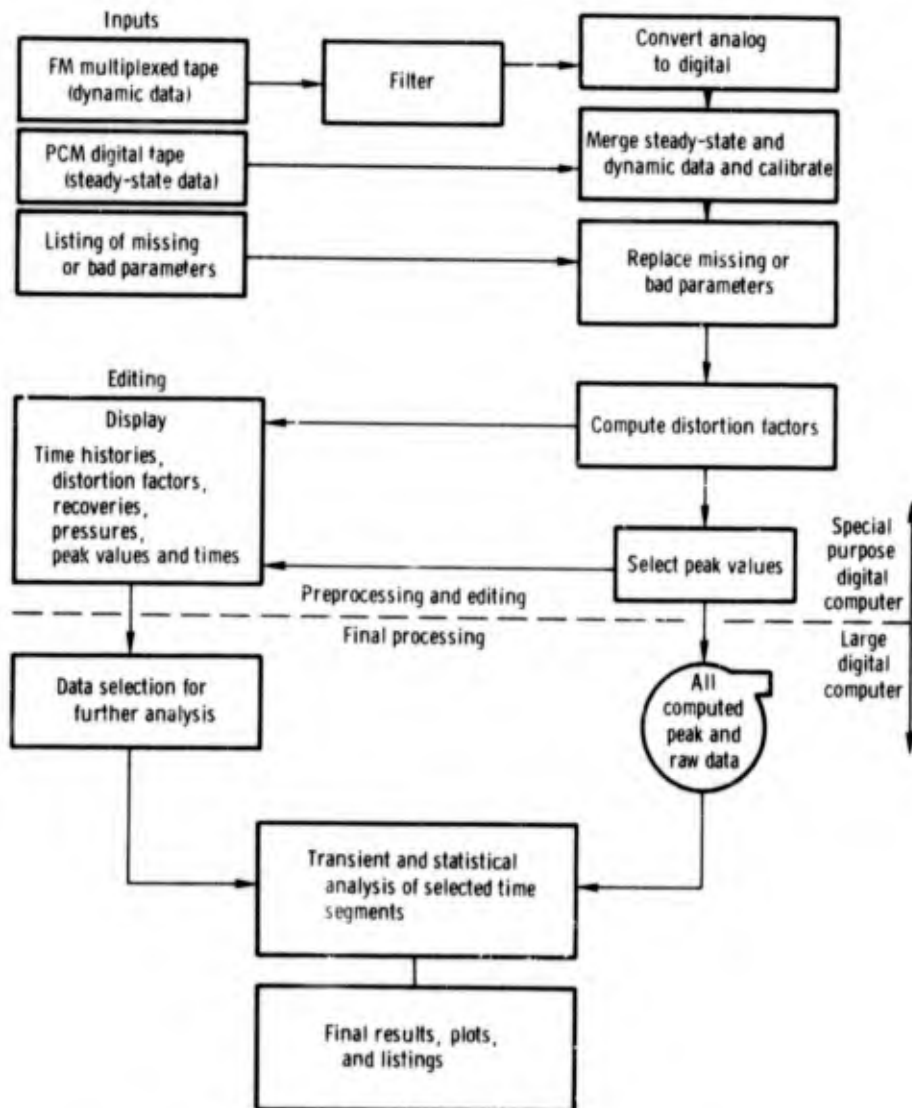 Inputs
FM multiplexed tape
(dynamic data)
Filter
Convert analog
to digital
PCM digital tape
(steady-state data)
Merge steady-state and
dynamic data and calibrate
Listing of missing
or bad parameters
Replace missing or
bad parameters
Editing
Display
Time histories,
distortion factors,
recoveries,
pressures,
peak values and times
Compute distortion factors
Select peak values
Special
purpose
digital
computer
Preprocessing and editing
Final processing
Large
digital
computer
Data selection for
further analysis
All
computed
peak and
raw data
Transient and statistical
analysis of selected time
segments
Final results, plots,
and listings